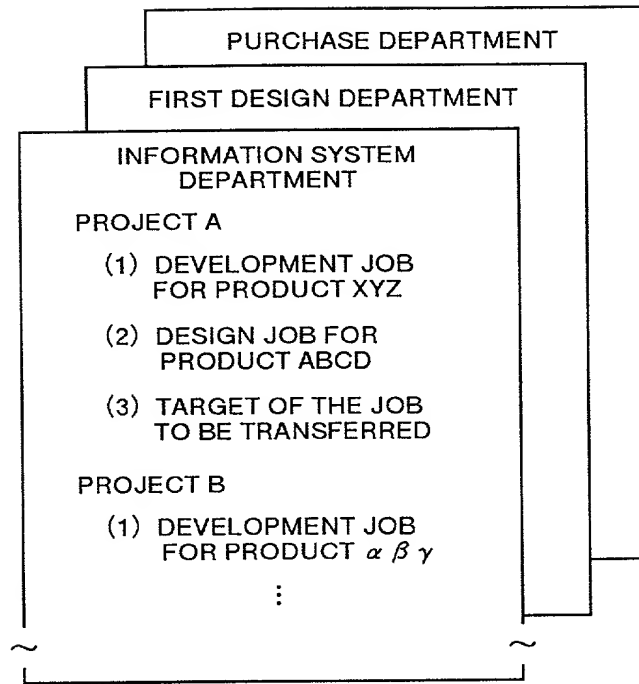 PURCHASE DEPARTMENT
FIRST DESIGN DEPARTMENT
INFORMATION SYSTEM
DEPARTMENT
PROJECT A
(1) DEVELOPMENT JOB
FOR PRODUCT XYZ
(2) DESIGN JOB FOR
PRODUCT ABCD
(3) TARGET OF THE JOB
TO BE TRANSFERRED
PROJECT B
(1) DEVELOPMENT JOB
FOR PRODUCT α β γ
⋮